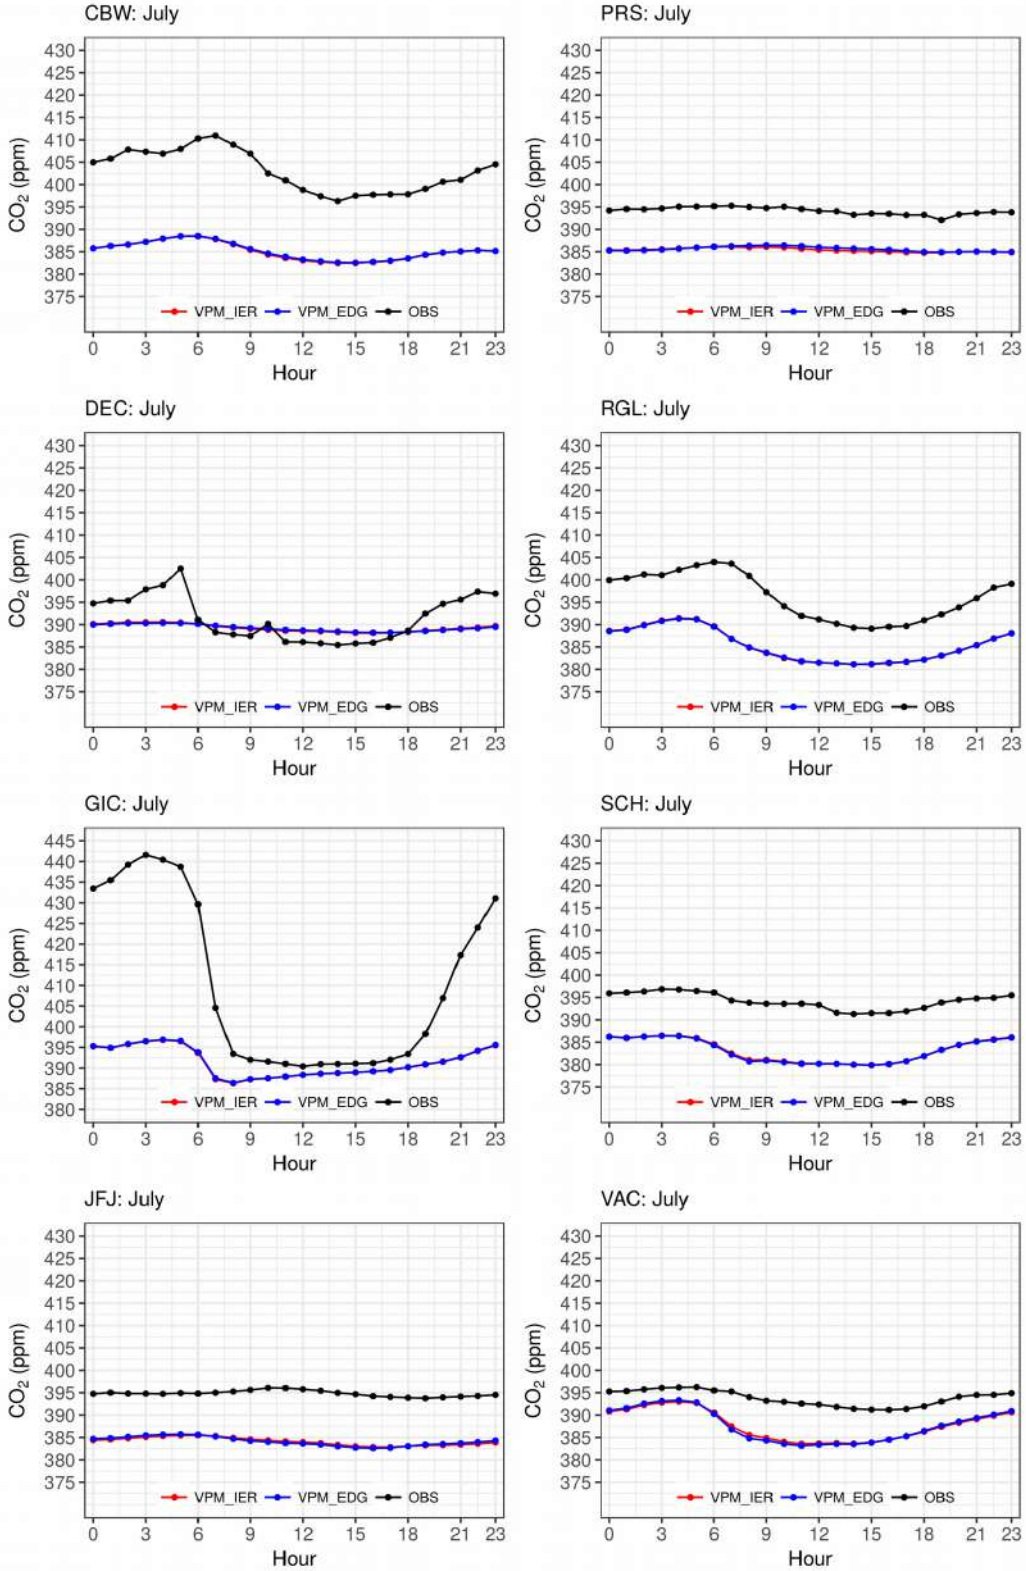 CBW: July
430
425
420
415
410
405
400
395
390
385
380
375
CO2 (ppm)
VPM_IER VPM_EDG OBS
0 3 6 9 12 15 18 21 23
Hour
PRS: July
430
425
420
415
410
405
400
395
390
385
380
375
CO2 (ppm)
VPM_IER VPM_EDG OBS
0 3 6 9 12 15 18 21 23
Hour
DEC: July
430
425
420
415
410
405
400
395
390
385
380
375
CO2 (ppm)
VPM_IER VPM_EDG OBS
0 3 6 9 12 15 18 21 23
Hour
RGL: July
430
425
420
415
410
405
400
395
390
385
380
375
CO2 (ppm)
VPM_IER VPM_EDG OBS
0 3 6 9 12 15 18 21 23
Hour
GIC: July
445
440
435
430
425
420
415
410
405
400
395
390
385
380
CO2 (ppm)
VPM_IER VPM_EDG OBS
0 3 6 9 12 15 18 21 23
Hour
SCH: July
430
425
420
415
410
405
400
395
390
385
380
375
CO2 (ppm)
VPM_IER VPM_EDG OBS
0 3 6 9 12 15 18 21 23
Hour
JFJ: July
430
425
420
415
410
405
400
395
390
385
380
375
CO2 (ppm)
VPM_IER VPM_EDG OBS
0 3 6 9 12 15 18 21 23
Hour
VAC: July
430
425
420
415
410
405
400
395
390
385
380
375
CO2 (ppm)
VPM_IER VPM_EDG OBS
0 3 6 9 12 15 18 21 23
Hour